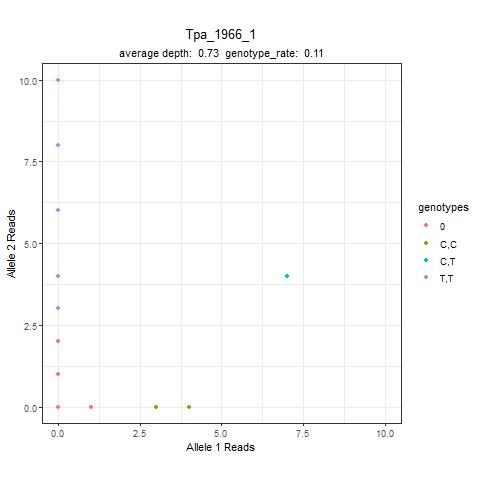 Tpa_1966_1
average depth: 0.73 genotype_rate: 0.11
10.0
7.5
5.0
2.5
0.0
Allele 2 Reads
0.0 2.5 5.0 7.5 10.0
Allele 1 Reads
genotypes
0
C,C
C,T
T,T